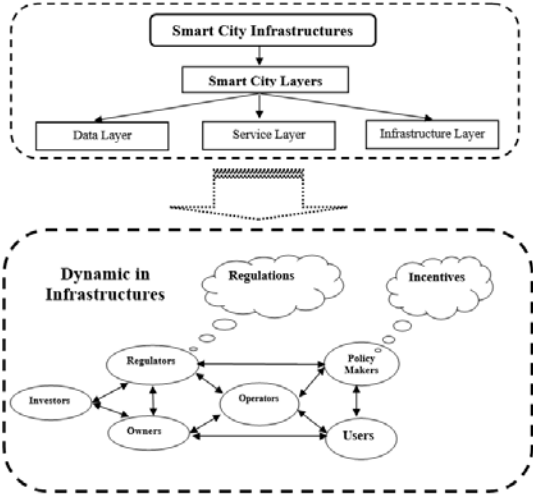 Smart City Infrastructures
Smart City Layers
Data Layer
Service Layer
Infrastructure Layer
Dynamic in
Infrastructures
Regulations
Incentives
Regulators
Policy
Makers
Investors
Operators
Owners
Users